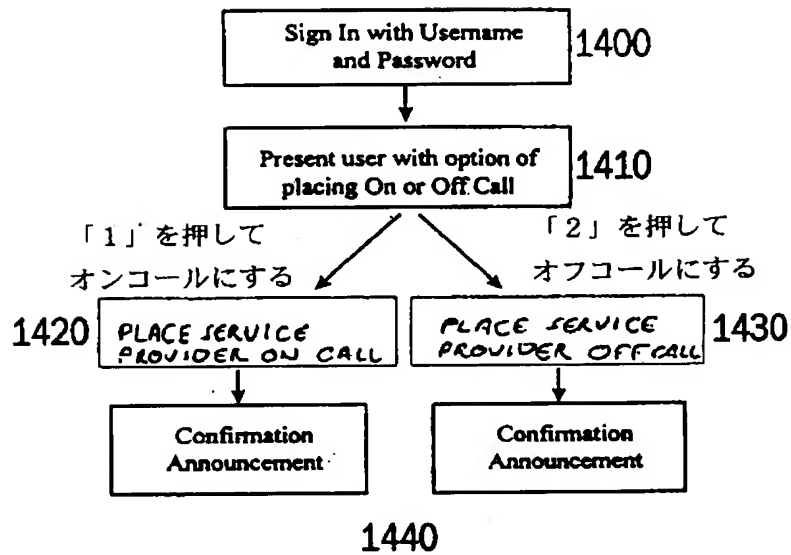 Sign In with Username
and Password
1400
Present user with option of
placing On or Off Call
1410
「1」を押して
オンコールにする
「2」を押して
オフコールにする
1420
PLACE SERVICE
PROVIDER ON CALL
PLACE SERVICE
PROVIDER OFF CALL
1430
Confirmation
Announcement
Confirmation
Announcement
1440